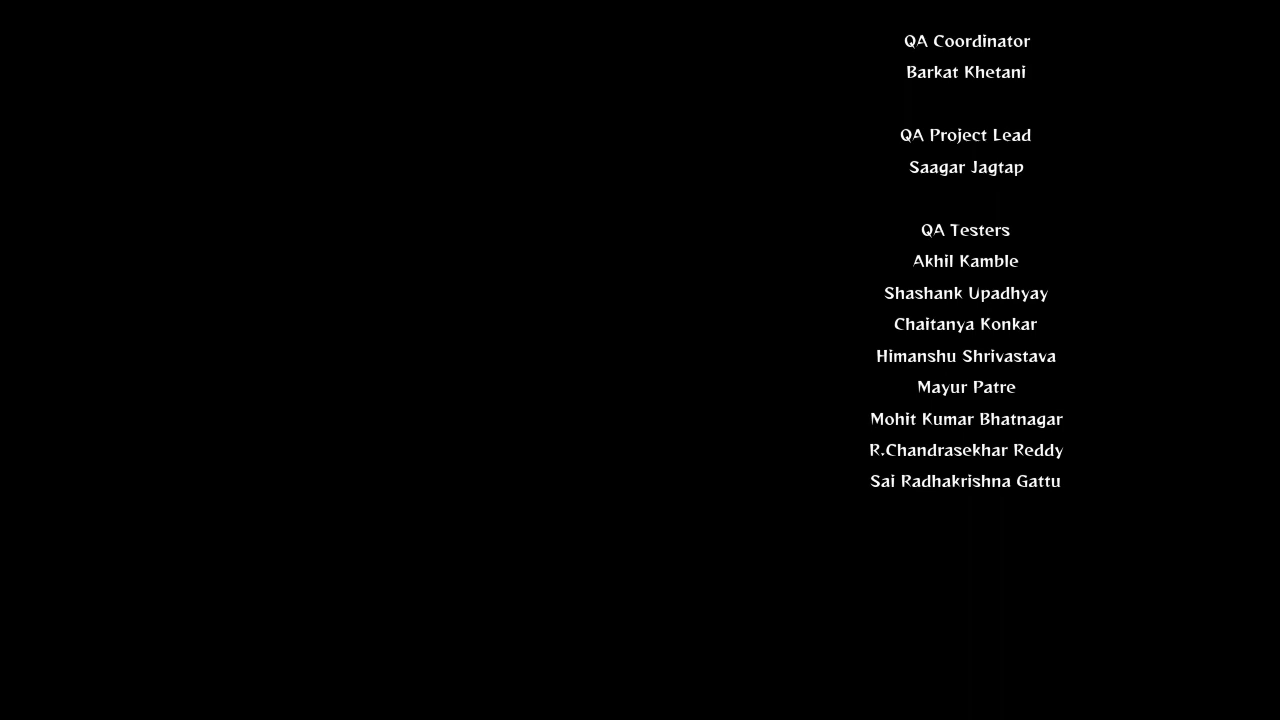 QA Coordinator
Barkat Khetani
QA Project Lead
Saagar Jagtap
QA Testers
Akhil Kamble
Shashank Upadhyay
Chaitanya Konkar
Himanshu Shrivastava
Mayur Patre
Mohit Kumar Bhatnagar
R.Chandrasekhar Reddy
Sai Radhakrishna Gattu